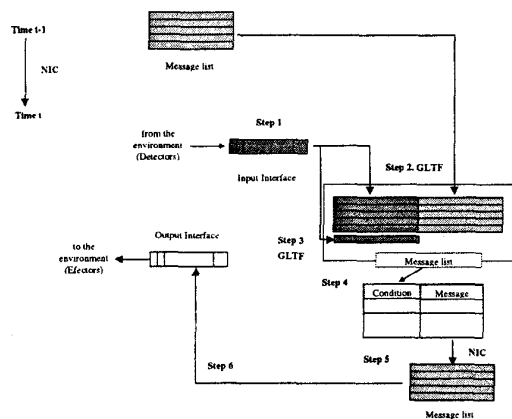 Time t-1
NIC
Time t
Message list
Step 1
from the
environment
(Detectors)
Input Interface
Step 2. GLTF
Step 3
GLTF
Message list
to the
environment
(Efectors)
Output Interface
Step 4
Condition Message
Step 5
NIC
Step 6
Message list